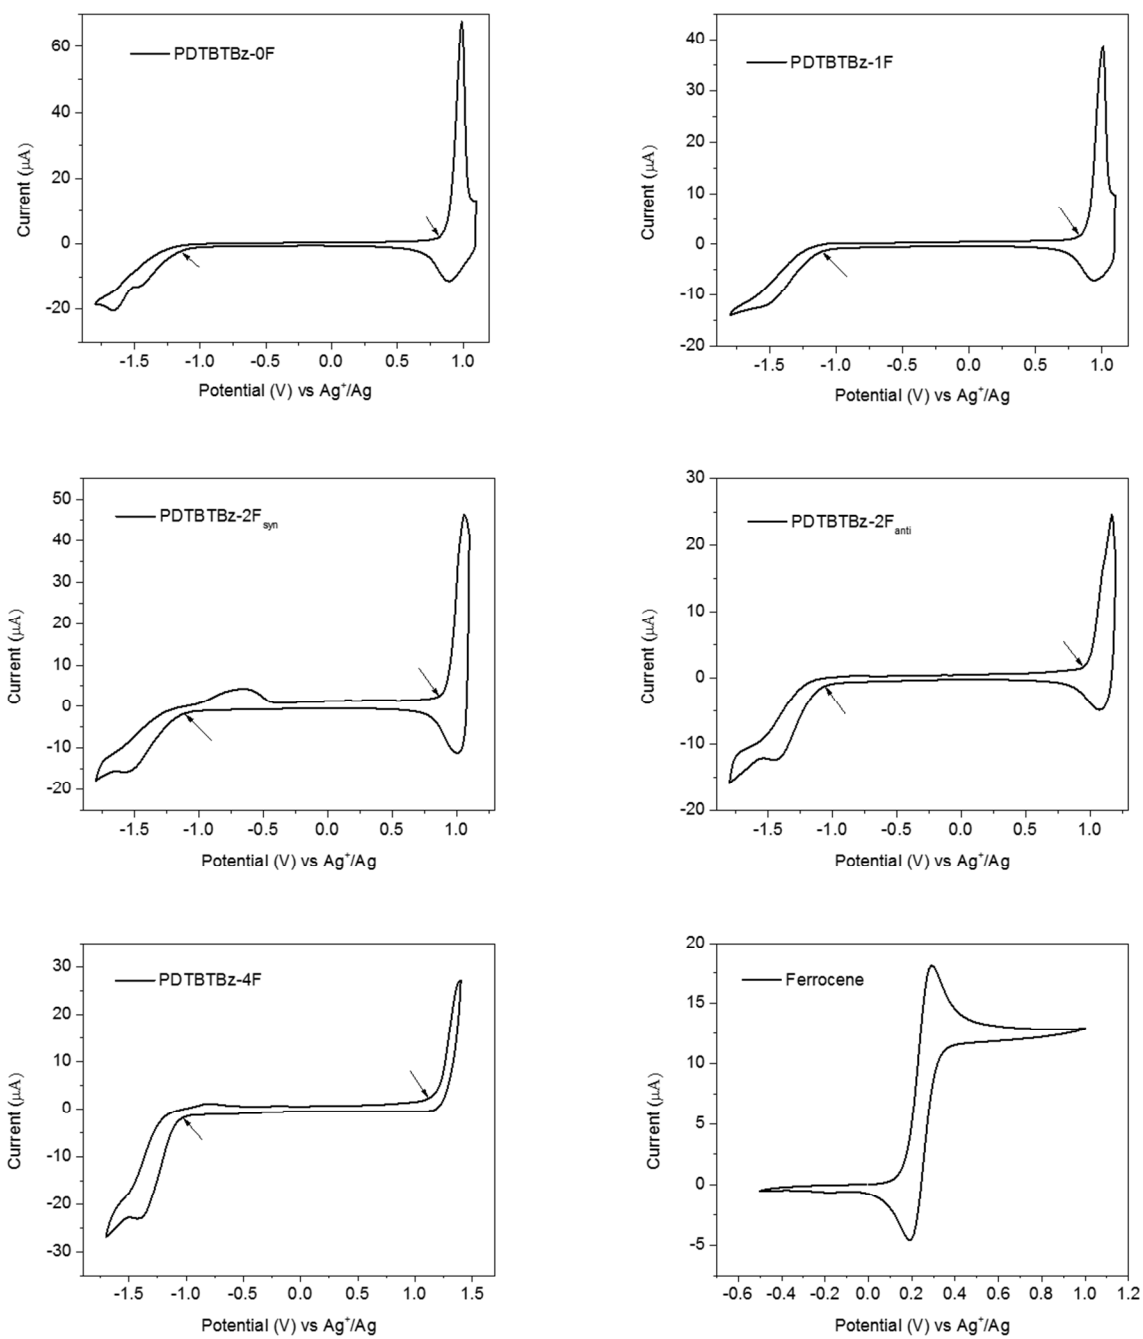 PDTBTBz-0F
60
40
20
0
-20
-1.5 -1.0 -0.5 0.0 0.5 1.0
Current (μA)
Potential (V) vs Ag⁺/Ag
PDTBTBz-1F
40
30
20
10
0
-10
-20
-1.5 -1.0 -0.5 0.0 0.5 1.0
Current (μA)
Potential (V) vs Ag⁺/Ag
PDTBTBz-2Fsyn
50
40
30
20
10
0
-10
-20
-1.5 -1.0 -0.5 0.0 0.5 1.0
Current (μA)
Potential (V) vs Ag⁺/Ag
PDTBTBz-2Fanti
30
20
10
0
-10
-20
-1.5 -1.0 -0.5 0.0 0.5 1.0
Current (μA)
Potential (V) vs Ag⁺/Ag
PDTBTBz-4F
30
20
10
0
-10
-20
-30
-1.5 -1.0 -0.5 0.0 0.5 1.0 1.5
Current (μA)
Potential (V) vs Ag⁺/Ag
Ferrocene
20
15
10
5
0
-5
-0.6 -0.4 -0.2 0.0 0.2 0.4 0.6 0.8 1.0 1.2
Current (μA)
Potential (V) vs Ag⁺/Ag